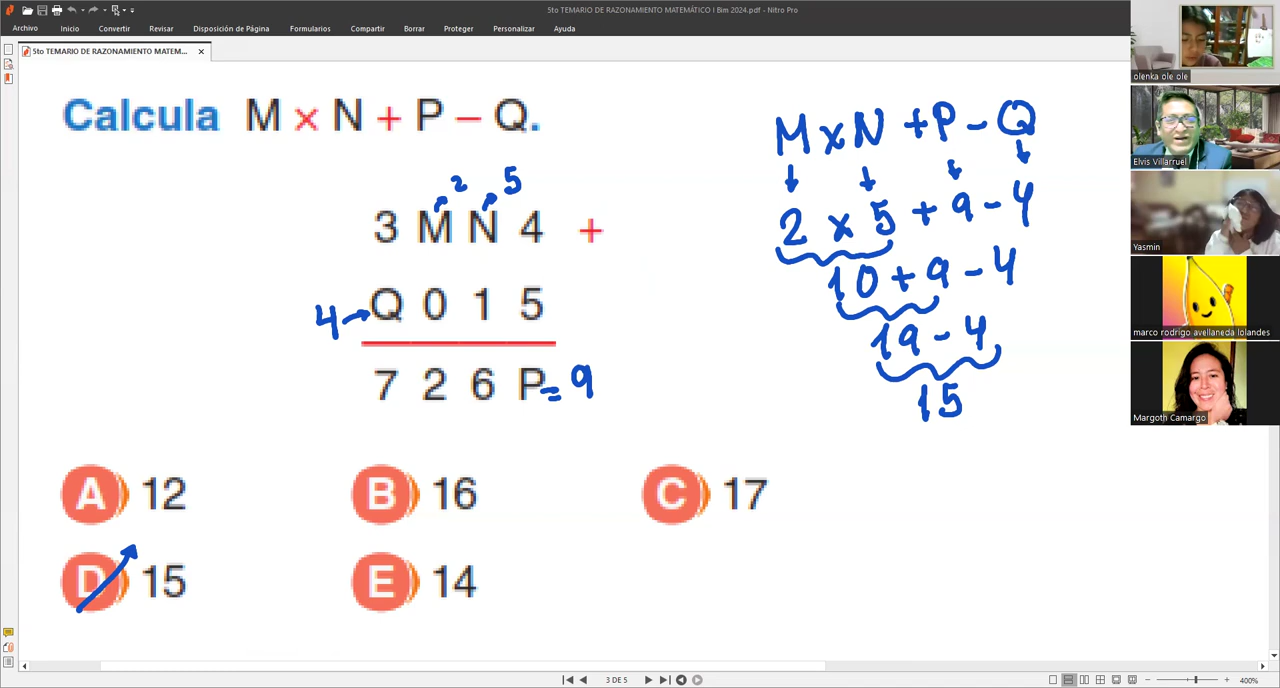 5to TEMARIO DE RAZONAMIENTO MATEMÁTICO I Bim 2024.pdf - Nitro Pro
Archivo Inicio Convertir Revisar Disposición de Página Formularios Compartir Borrar Proteger Personalizar Ayuda
5to TEMARIO DE RAZONAMIENTO MATEM... ×
Calcula M × N + P – Q.
2 5
3 M N 4 +
4 → Q 0 1 5
7 2 6 P = 9
M x N + P - Q
2 x 5 + 9 - 4
10 + 9 - 4
19 - 4
15
A) 12 B) 16 C) 17
D) 15 E) 14
olenka ole ole
Elvis Villarruel
Yasmin
marco rodrigo avellaneda lolandes
Margoth Camargo
3 DE 5
400%